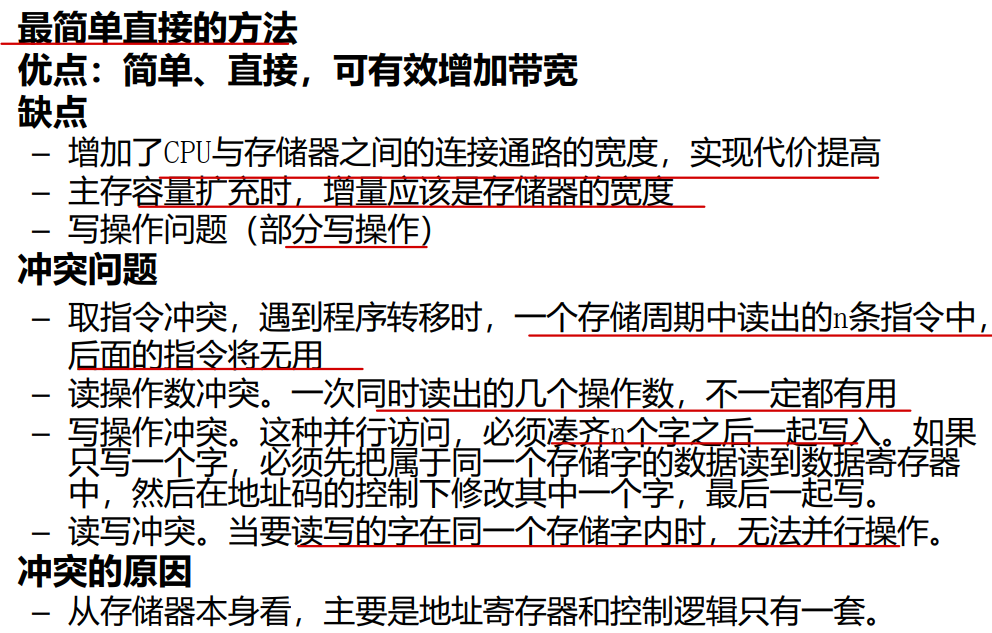 最简单直接的方法
优点：简单、直接，可有效增加带宽
缺点
– 增加了CPU与存储器之间的连接通路的宽度，实现代价提高
– 主存容量扩充时，增量应该是存储器的宽度
– 写操作问题（部分写操作）
冲突问题
– 取指令冲突，遇到程序转移时，一个存储周期中读出的n条指令中，
后面的指令将无用
– 读操作数冲突。一次同时读出的几个操作数，不一定都有用
– 写操作冲突。这种并行访问，必须凑齐n个字之后一起写入。如果
只写一个字，必须先把属于同一个存储字的数据读到数据寄存器
中，然后在地址码的控制下修改其中一个字，最后一起写。
– 读写冲突。当要读写的字在同一个存储字内时，无法并行操作。
冲突的原因
– 从存储器本身看，主要是地址寄存器和控制逻辑只有一套。